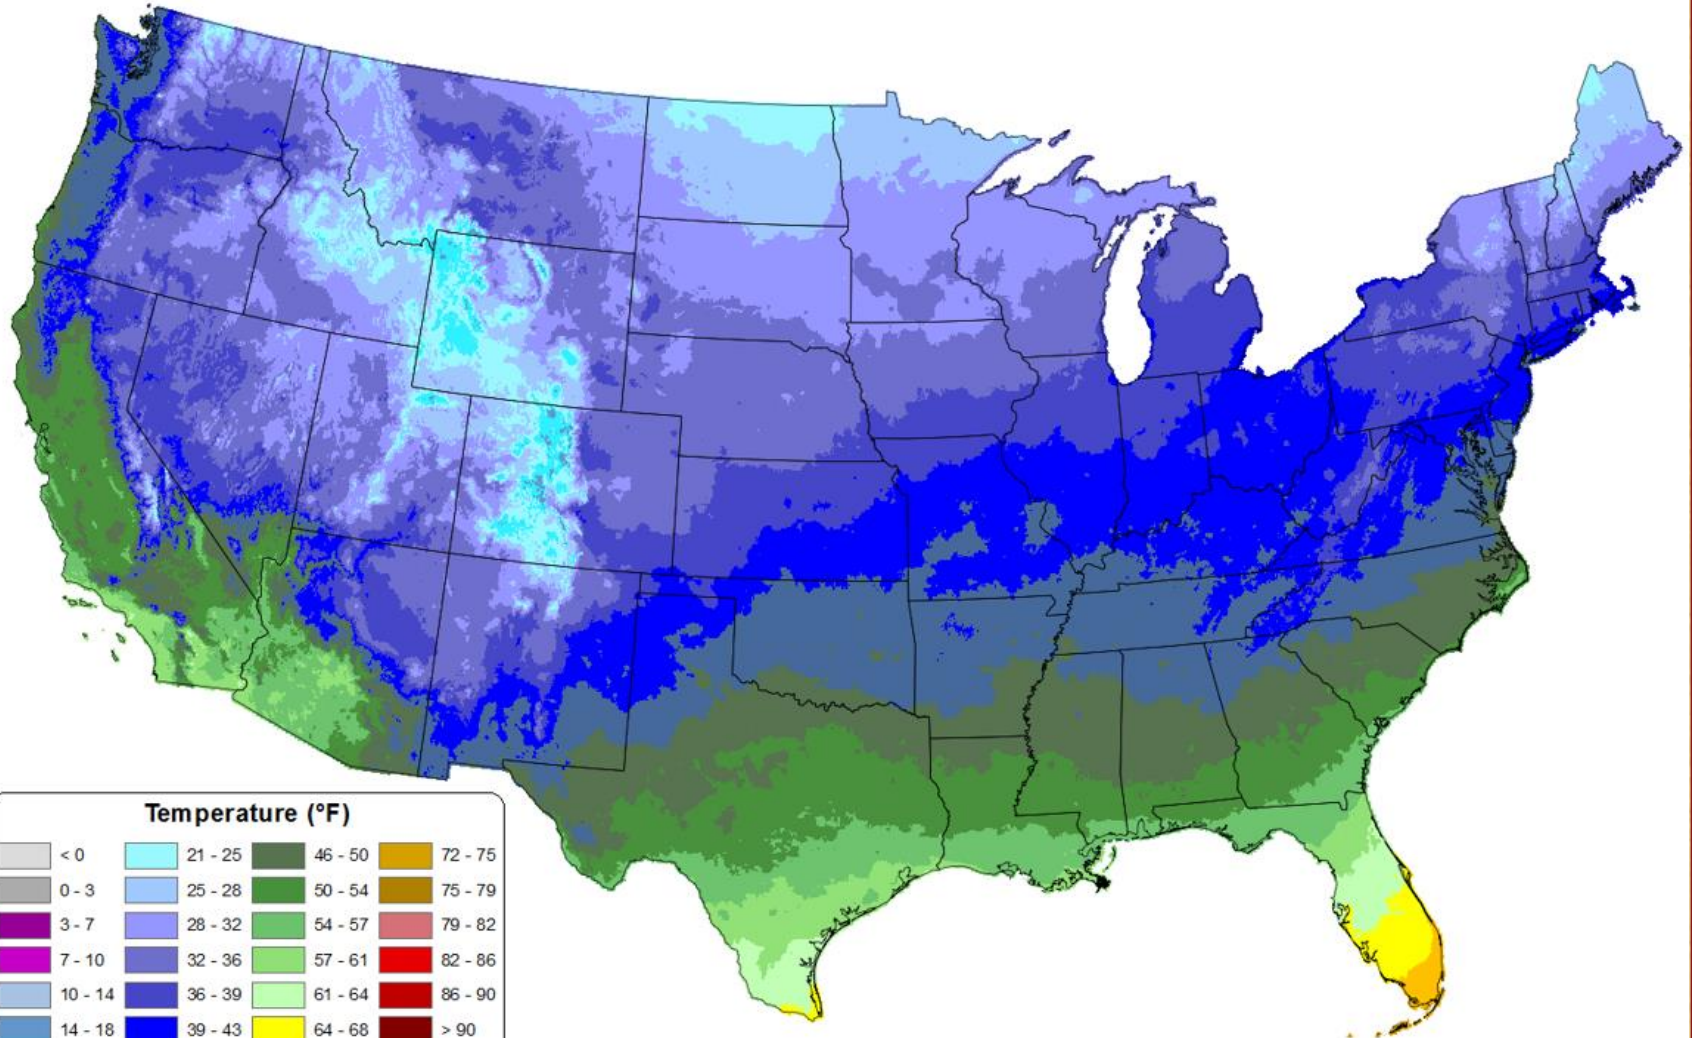 Temperature (°F)
< 0 21 - 25 46 - 50 72 - 75
0 - 3 25 - 28 50 - 54 75 - 79
3 - 7 28 - 32 54 - 57 79 - 82
7 - 10 32 - 36 57 - 61 82 - 86
10 - 14 36 - 39 61 - 64 86 - 90
14 - 18 39 - 43 64 - 68 > 90